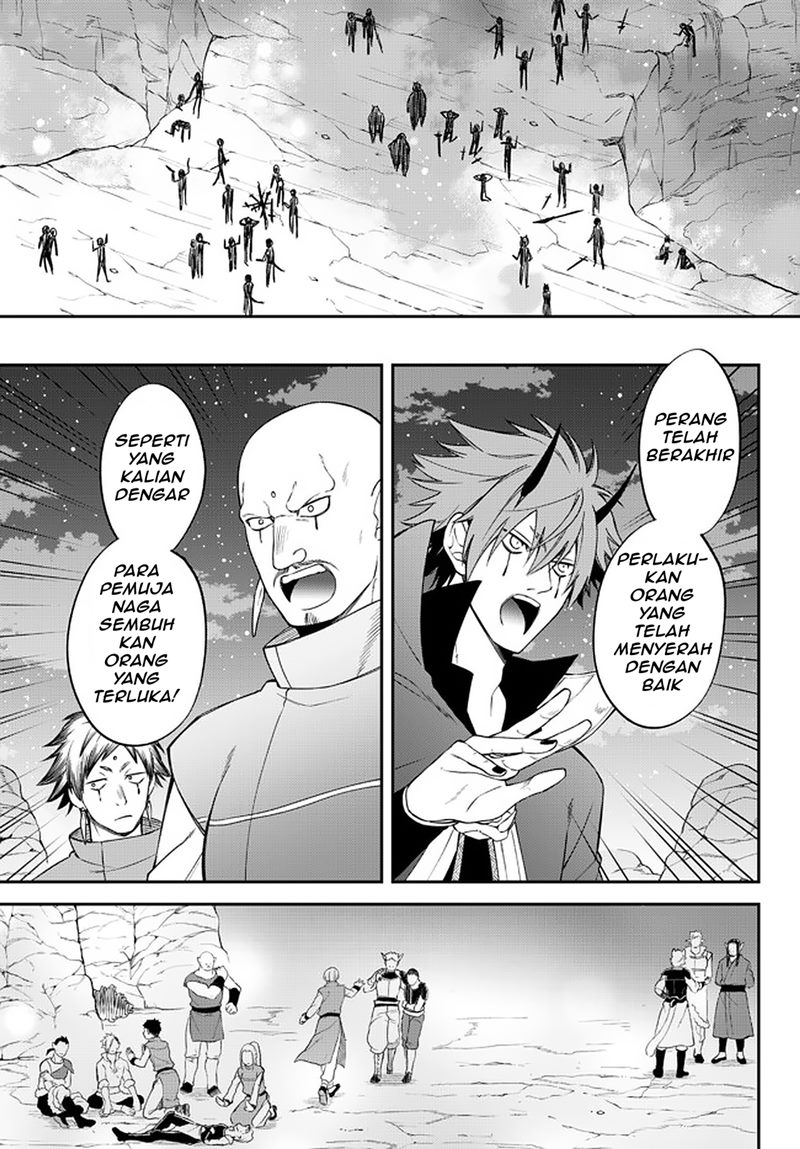 PERANG
TELAH
BERAKHIR
PERLAKU-
KAN
ORANG
YANG
TELAH
MENYERAH
DENGAN
BAIK
SEPERTI
YANG
KALIAN
DENGAR
PARA
PEMUJA
NAGA
SEMBUH
KAN
ORANG
YANG
TERLUKA!